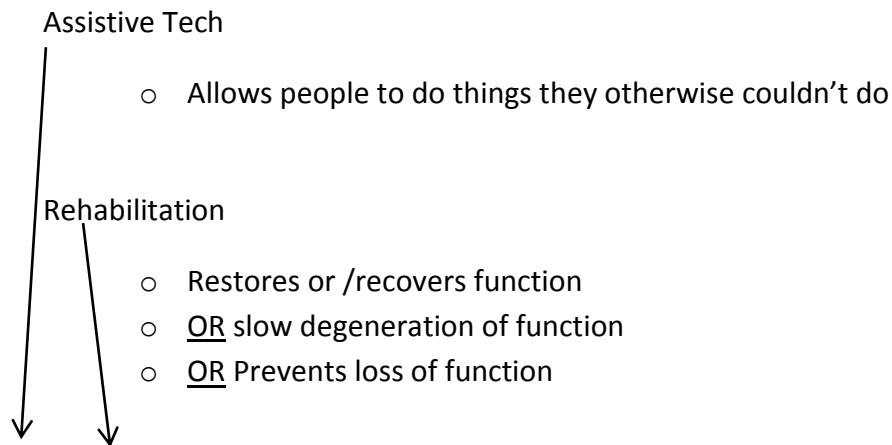 Assistive Tech
o Allows people to do things they otherwise couldn’t do
Rehabilitation
o Restores or /recovers function
o OR slow degeneration of function
o OR Prevents loss of function